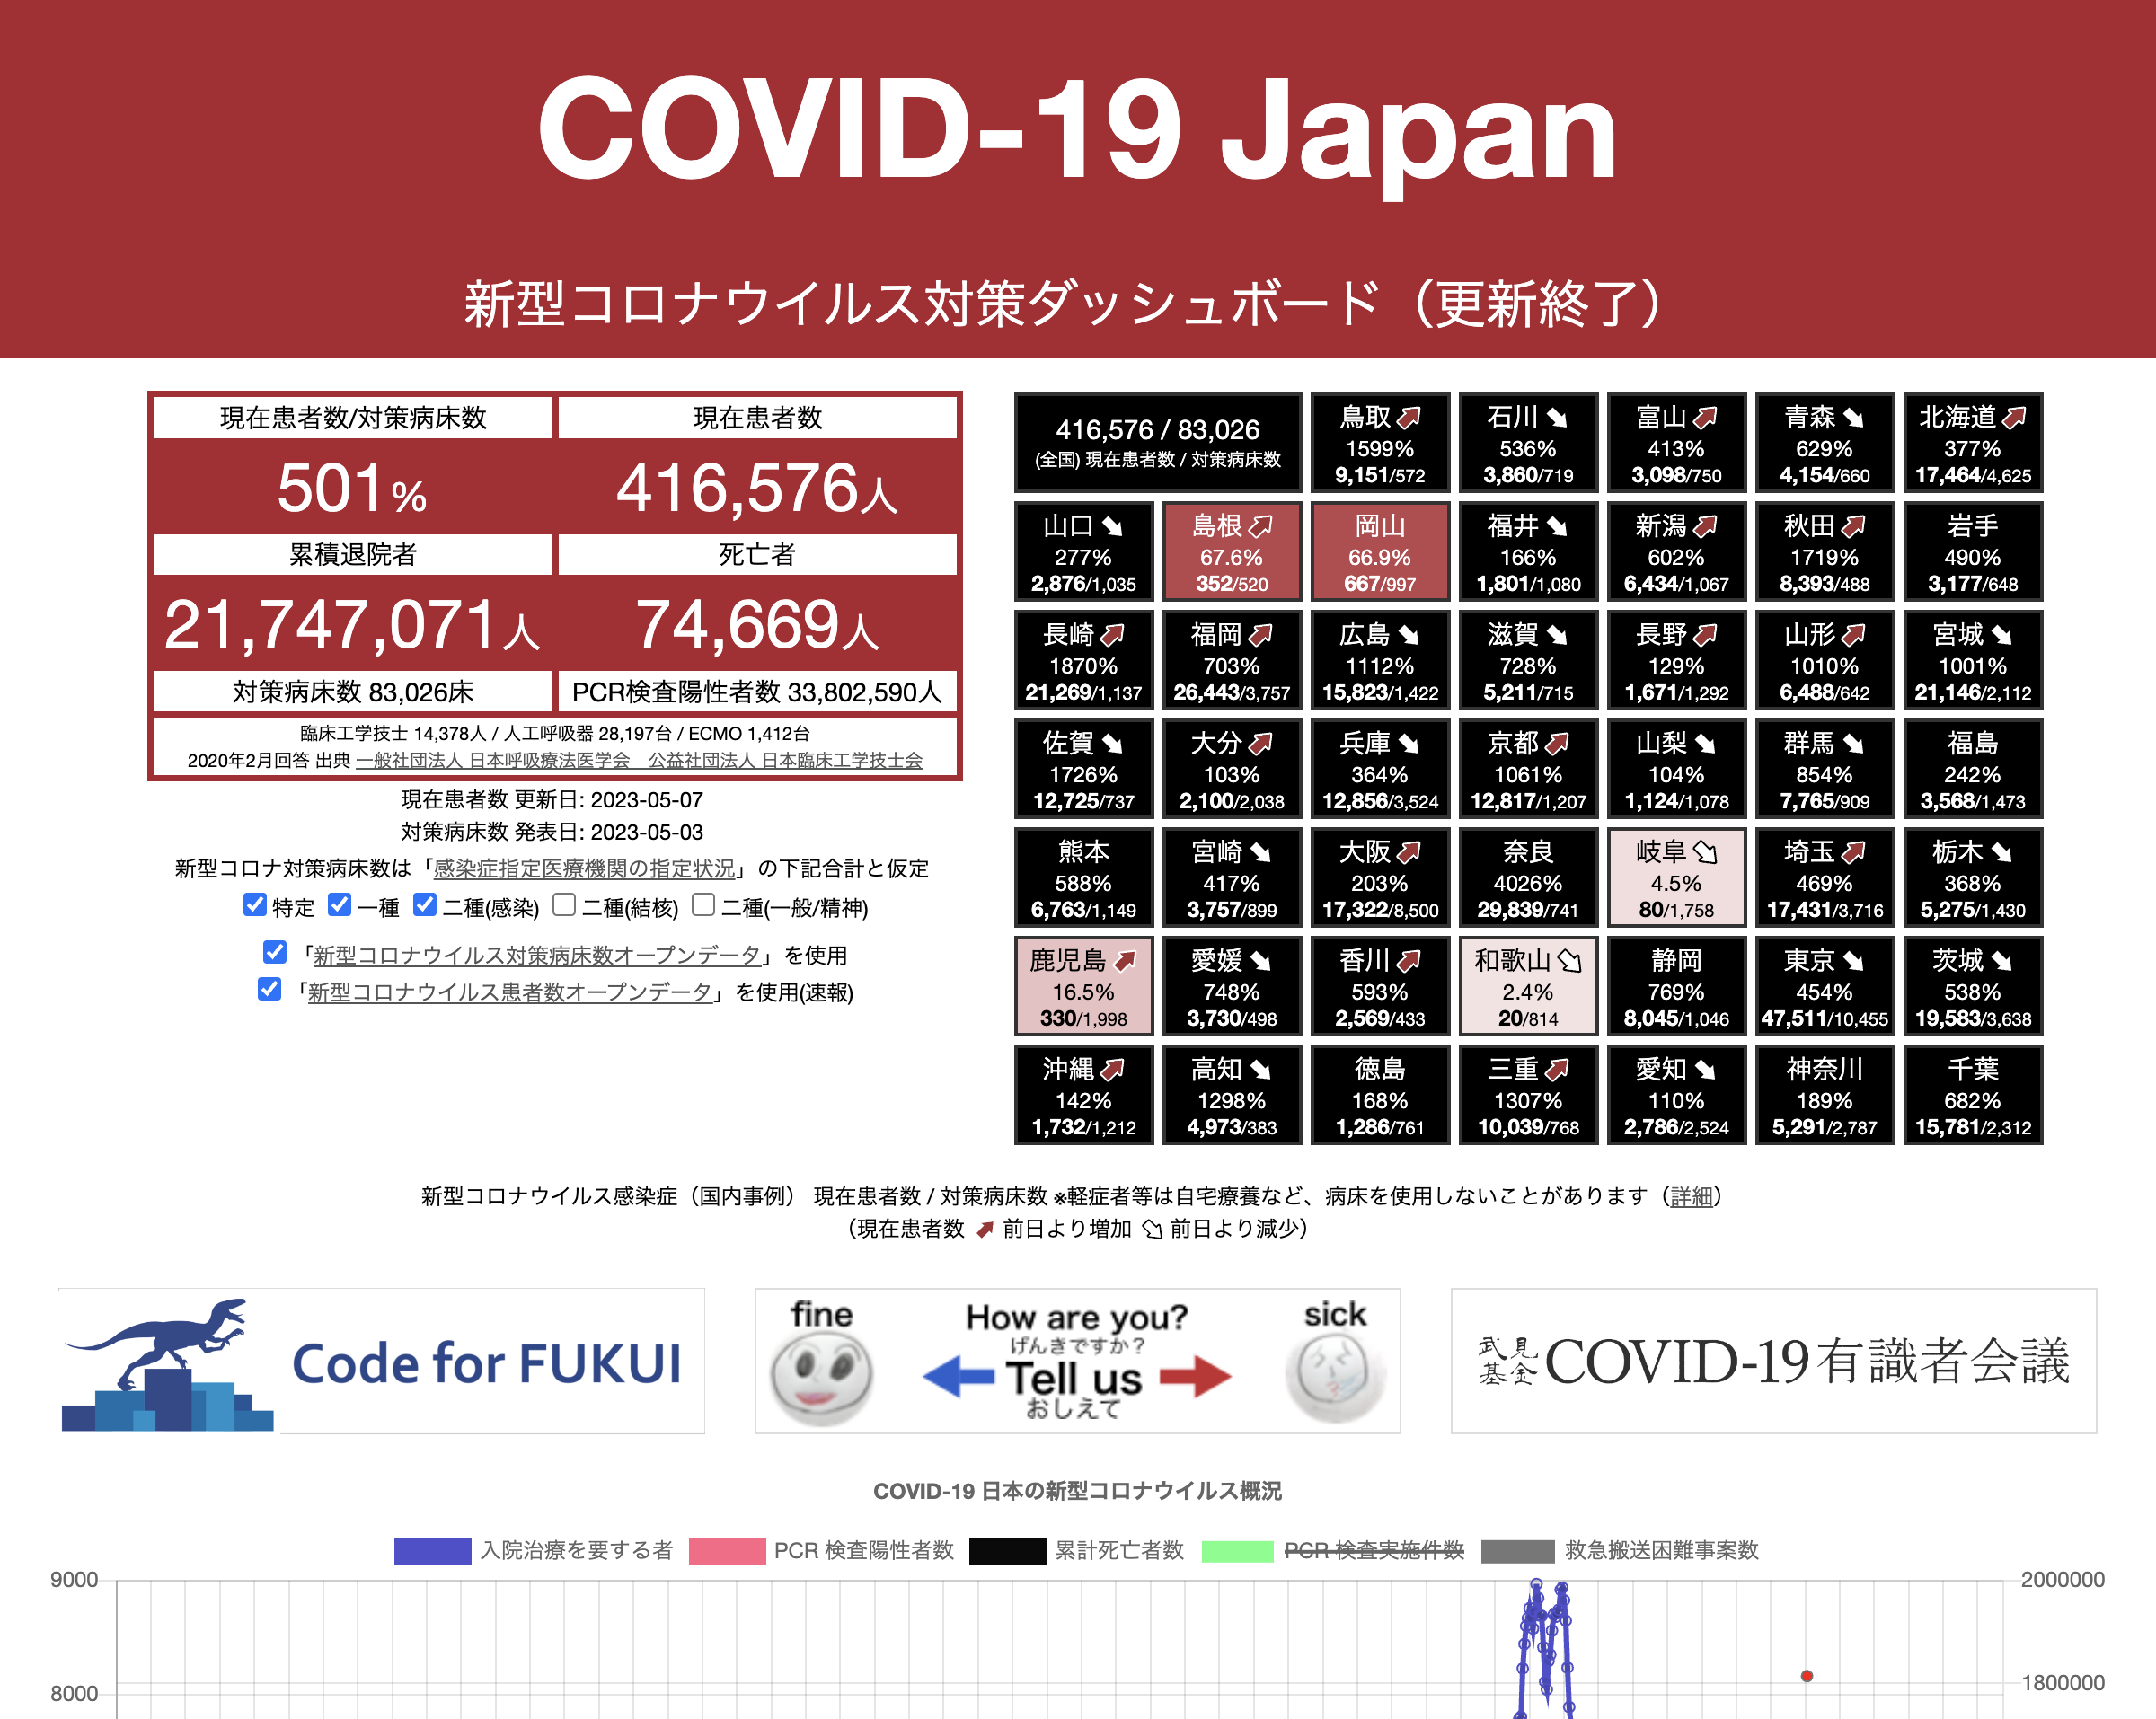 COVID-19 Japan
新型コロナウイルス対策ダッシュボード（更新終了）
現在患者数/対策病床数
現在患者数
501%
416,576人
累積退院者
死亡者
21,747,071人
74,669人
対策病床数 83,026床
PCR検査陽性者数 33,802,590人
臨床工学技士 14,378人 / 人工呼吸器 28,197台 / ECMO 1,412台
2020年2月回答 出典 一般社団法人 日本呼吸療法医学会　公益社団法人 日本臨床工学技士会
現在患者数 更新日: 2023-05-07
対策病床数 発表日: 2023-05-03
新型コロナ対策病床数は「感染症指定医療機関の指定状況」の下記合計と仮定
特定 一種 二種(感染) 二種(結核) 二種(一般/精神)
「新型コロナウイルス対策病床数オープンデータ」を使用
「新型コロナウイルス患者数オープンデータ」を使用(速報)
416,576 / 83,026
(全国) 現在患者数 / 対策病床数
鳥取
1599%
9,151/572
石川
536%
3,860/719
富山
413%
3,098/750
青森
629%
4,154/660
北海道
377%
17,464/4,625
山口
277%
2,876/1,035
島根
67.6%
352/520
岡山
66.9%
667/997
福井
166%
1,801/1,080
新潟
602%
6,434/1,067
秋田
1719%
8,393/488
岩手
490%
3,177/648
長崎
1870%
21,269/1,137
福岡
703%
26,443/3,757
広島
1112%
15,823/1,422
滋賀
728%
5,211/715
長野
129%
1,671/1,292
山形
1010%
6,488/642
宮城
1001%
21,146/2,112
佐賀
1726%
12,725/737
大分
103%
2,100/2,038
兵庫
364%
12,856/3,524
京都
1061%
12,817/1,207
山梨
104%
1,124/1,078
群馬
854%
7,765/909
福島
242%
3,568/1,473
熊本
588%
6,763/1,149
宮崎
417%
3,757/899
大阪
203%
17,322/8,500
奈良
4026%
29,839/741
岐阜
4.5%
80/1,758
埼玉
469%
17,431/3,716
栃木
368%
5,275/1,430
鹿児島
16.5%
330/1,998
愛媛
748%
3,730/498
香川
593%
2,569/433
和歌山
2.4%
20/814
静岡
769%
8,045/1,046
東京
454%
47,511/10,455
茨城
538%
19,583/3,638
沖縄
142%
1,732/1,212
高知
1298%
4,973/383
徳島
168%
1,286/761
三重
1307%
10,039/768
愛知
110%
2,786/2,524
神奈川
189%
5,291/2,787
千葉
682%
15,781/2,312
新型コロナウイルス感染症（国内事例） 現在患者数 / 対策病床数 ※軽症者等は自宅療養など、病床を使用しないことがあります（詳細）
（現在患者数 前日より増加 前日より減少）
Code for FUKUI
fine
How are you?
げんきですか？
Tell us
おしえて
sick
武見基金 COVID-19有識者会議
COVID-19 日本の新型コロナウイルス概況
入院治療を要する者 PCR 検査陽性者数 累計死亡者数 PCR 検査実施件数 救急搬送困難事案数
9000
2000000
8000
1800000